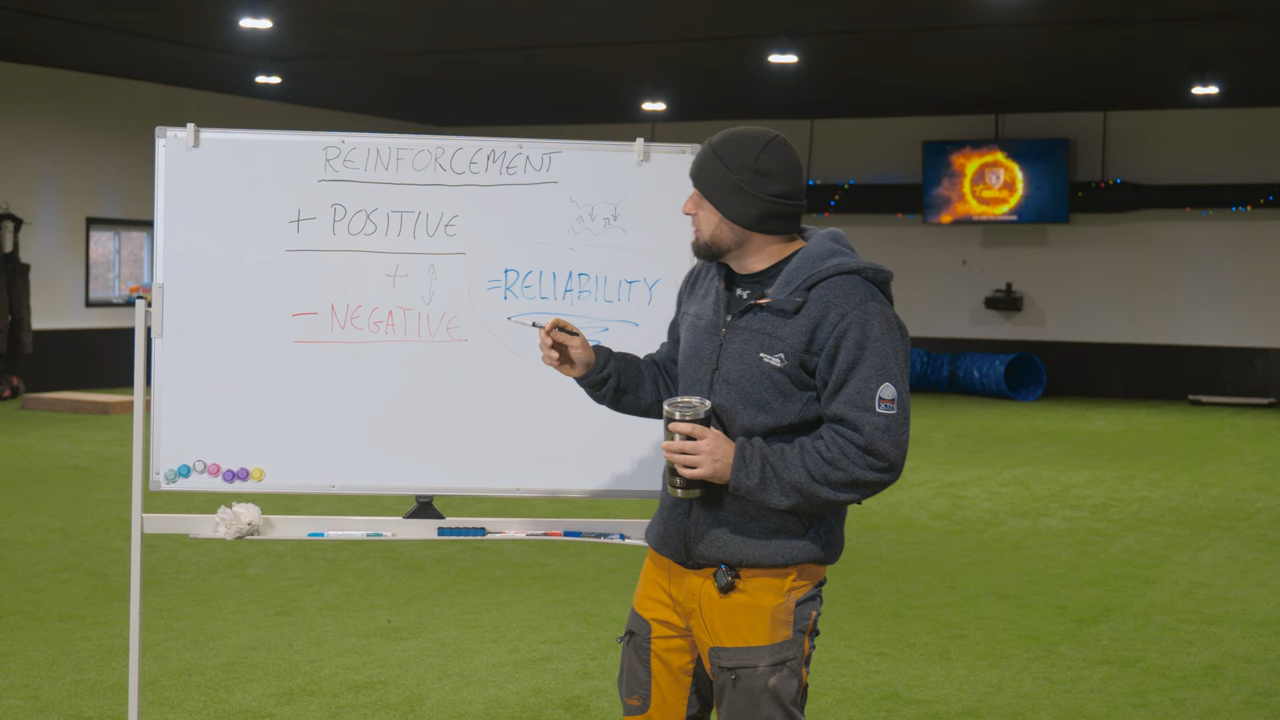 REINFORCEMENT
+ POSITIVE
+
=RELIABILITY
- NEGATIVE